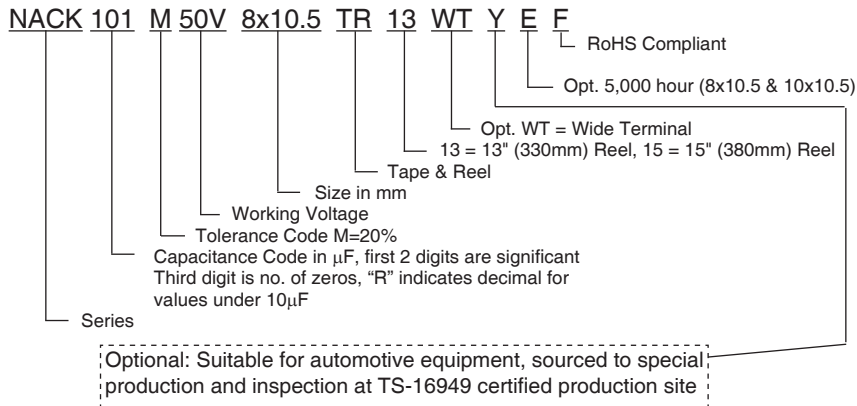 NACK 101 M 50V 8x10.5 TR 13 WT Y E F
RoHS Compliant
Opt. 5,000 hour (8x10.5 & 10x10.5)
Opt. WT = Wide Terminal
13 = 13" (330mm) Reel, 15 = 15" (380mm) Reel
Tape & Reel
Size in mm
Working Voltage
Tolerance Code M=20%
Capacitance Code in μF, first 2 digits are significant
Third digit is no. of zeros, “R” indicates decimal for
values under 10μF
Series
Optional: Suitable for automotive equipment, sourced to special
production and inspection at TS-16949 certified production site